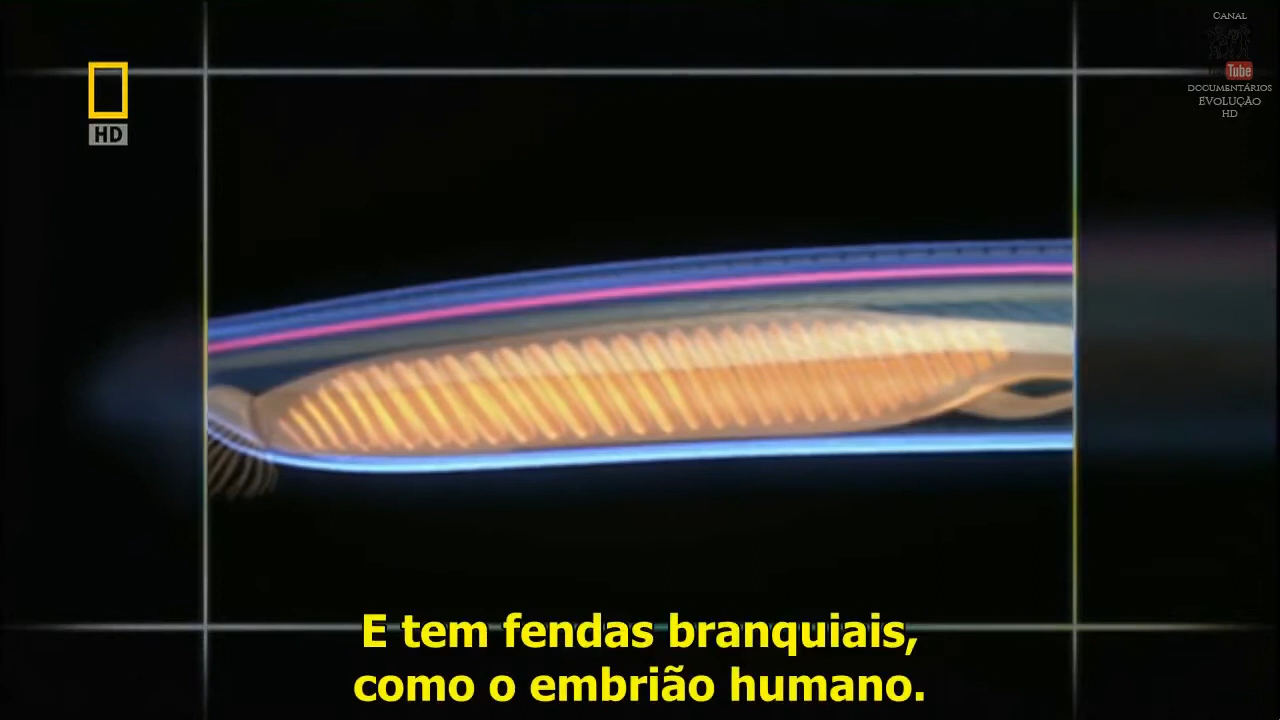 Canal
Tube
Documentários
Evolução
HD
HD
E tem fendas branquiais,
como o embrião humano.